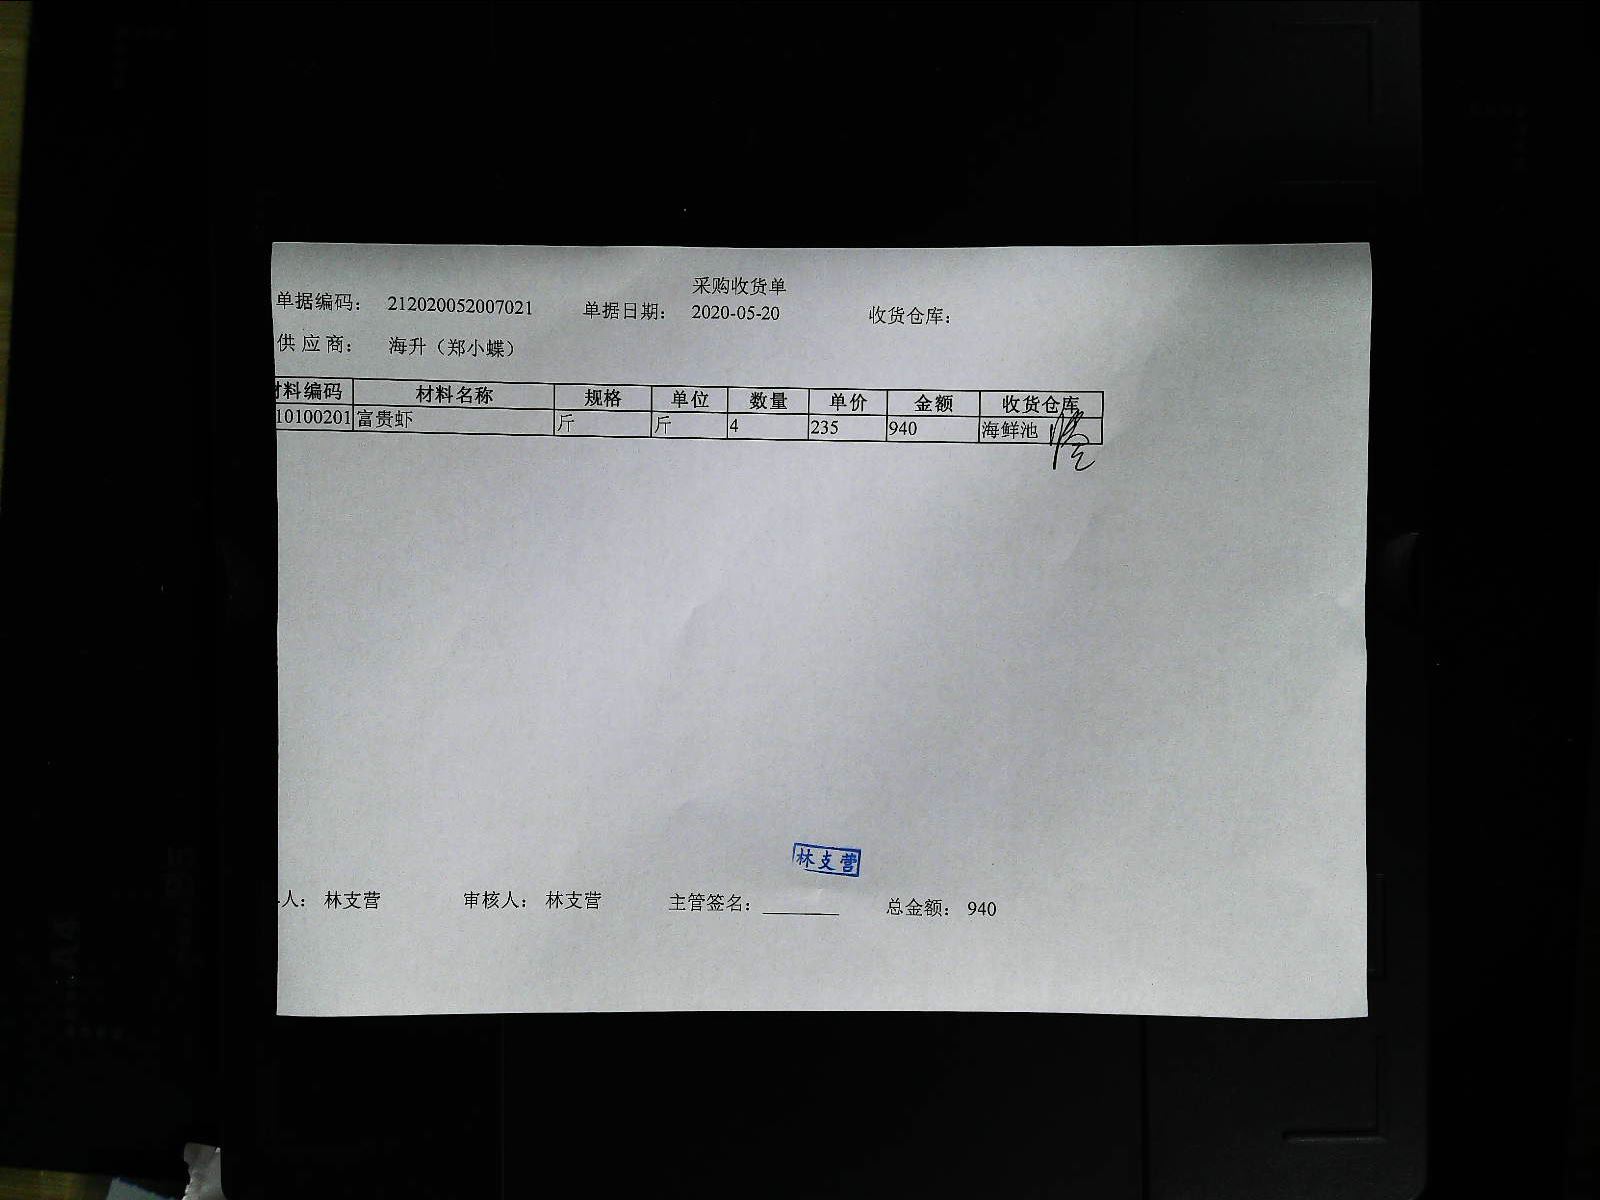 采购收货单
单据编码： 212020052007021 单据日期： 2020-05-20 收货仓库：
供 应 商： 海升（郑小蝶）
材料编码 材料名称 规格 单位 数量 单价 金额 收货仓库
10100201 富贵虾 斤 斤 4 235 940 海鲜池
林支营
人： 林支营 审核人： 林支营 主管签名： 总金额： 940